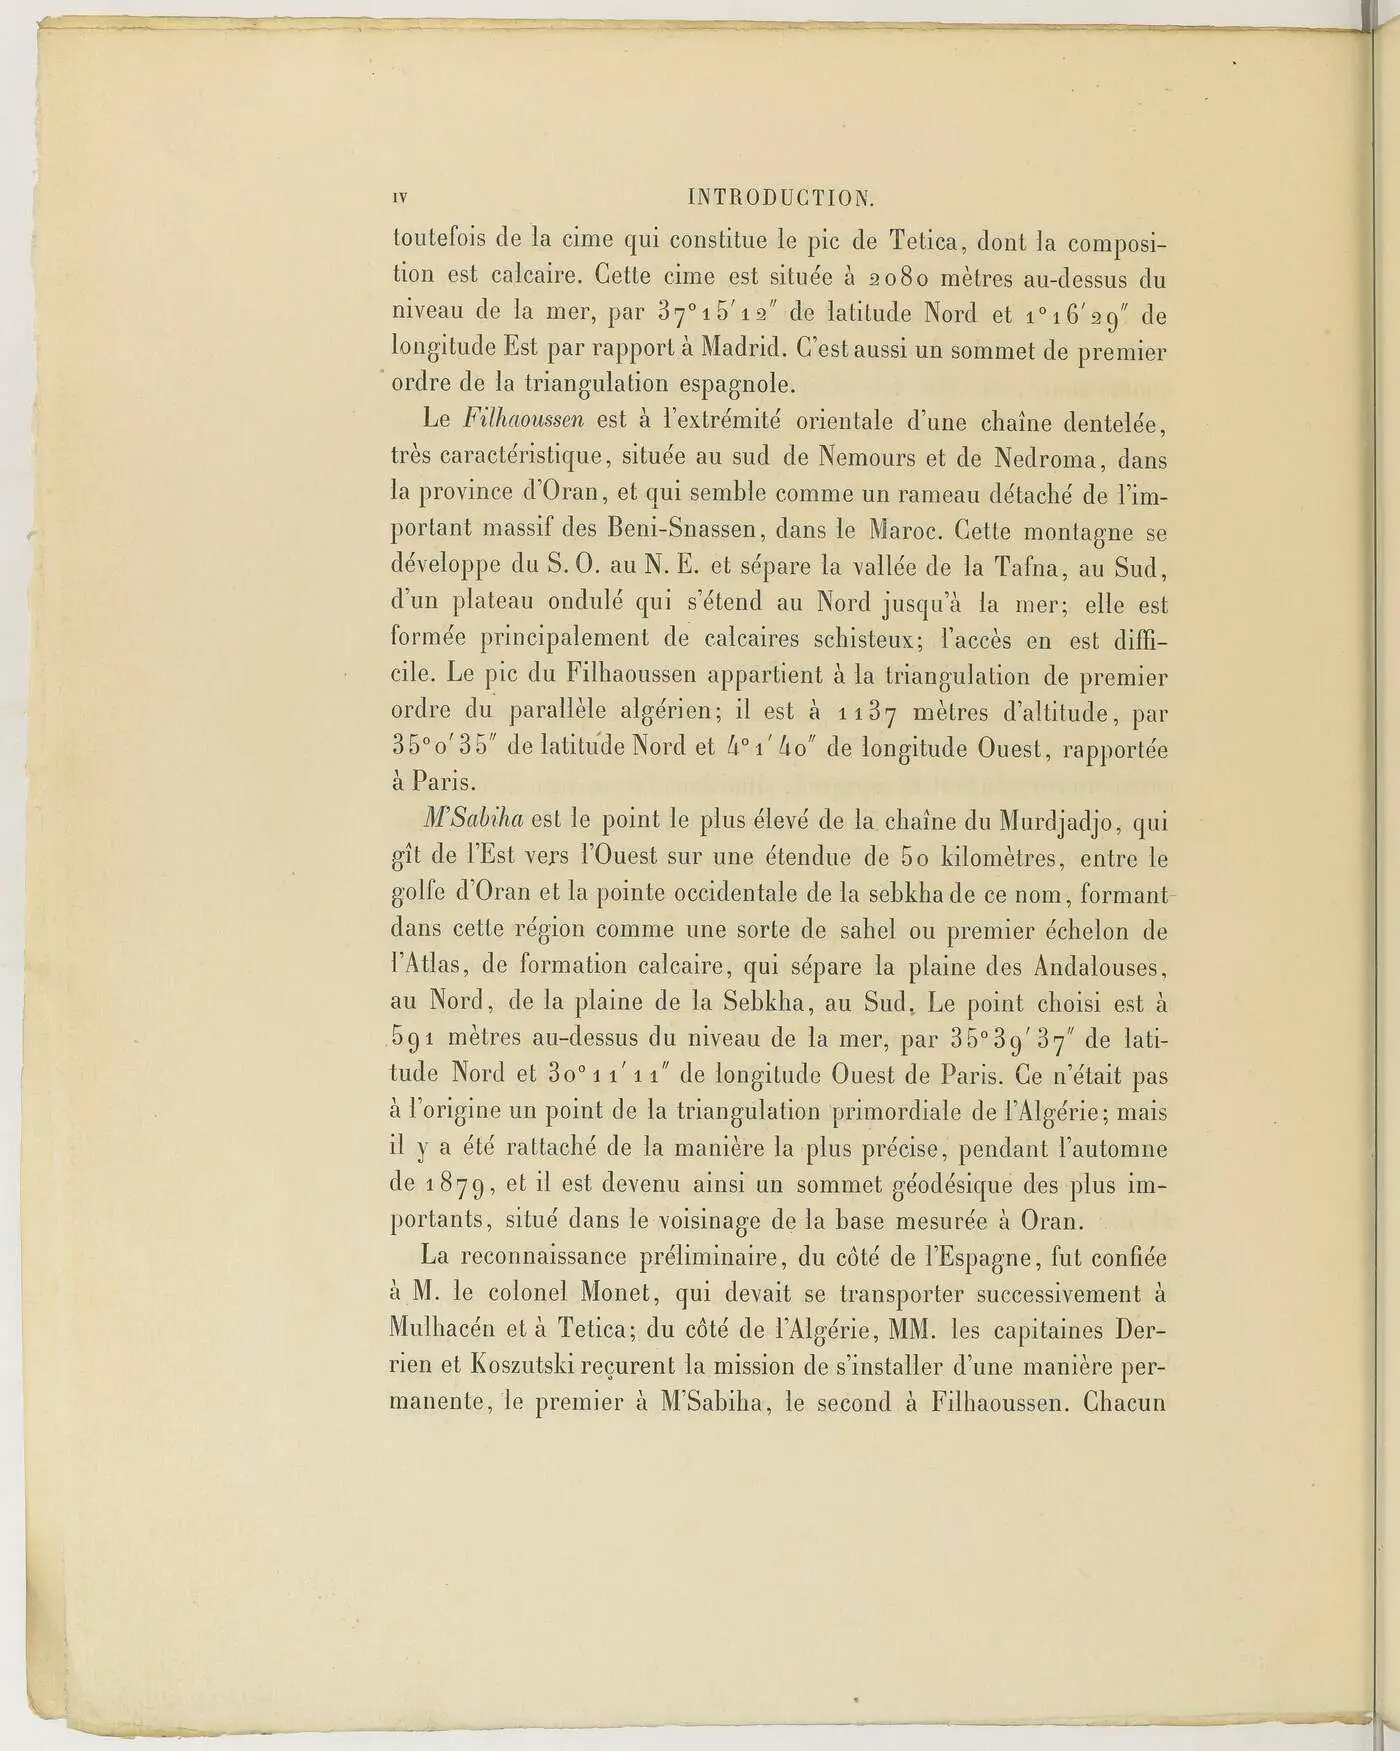 IV INTRODUCTION.
toutefois de la cime qui constitue le pic de Tetica, dont la composi-
tion est calcaire. Cette cime est située à 2080 mètres au-dessus du
niveau de la mer, par 37°15′12″ de latitude Nord et 1°16′29″ de
longitude Est par rapport à Madrid. C'est aussi un sommet de premier
ordre de la triangulation espagnole.
Le Filhaoussen est à l'extrémité orientale d'une chaîne dentelée,
très caractéristique, située au sud de Nemours et de Nedroma, dans
la province d'Oran, et qui semble comme un rameau détaché de l'im-
portant massif des Beni-Snassen, dans le Maroc. Cette montagne se
développe du S. O. au N. E. et sépare la vallée de la Tafna, au Sud,
d'un plateau ondulé qui s'étend au Nord jusqu'à la mer; elle est
formée principalement de calcaires schisteux; l'accès en est diffi-
cile. Le pic du Filhaoussen appartient à la triangulation de premier
ordre du parallèle algérien; il est à 1137 mètres d'altitude, par
35°0′35″ de latitude Nord et 4°1′40″ de longitude Ouest, rapportée
à Paris.
M'Sabiha est le point le plus élevé de la chaîne du Murdjadjo, qui
gît de l'Est vers l'Ouest sur une étendue de 50 kilomètres, entre le
golfe d'Oran et la pointe occidentale de la sebkha de ce nom, formant
dans cette région comme une sorte de sahel ou premier échelon de
l'Atlas, de formation calcaire, qui sépare la plaine des Andalouses,
au Nord, de la plaine de la Sebkha, au Sud. Le point choisi est à
591 mètres au-dessus du niveau de la mer, par 35°39′37″ de lati-
tude Nord et 30°11′11″ de longitude Ouest de Paris. Ce n'était pas
à l'origine un point de la triangulation primordiale de l'Algérie; mais
il y a été rattaché de la manière la plus précise, pendant l'automne
de 1879, et il est devenu ainsi un sommet géodésique des plus im-
portants, situé dans le voisinage de la base mesurée à Oran.
La reconnaissance préliminaire, du côté de l'Espagne, fut confiée
à M. le colonel Monet, qui devait se transporter successivement à
Mulhacén et à Tetica; du côté de l'Algérie, MM. les capitaines Der-
rien et Koszutski reçurent la mission de s'installer d'une manière per-
manente, le premier à M'Sabiha, le second à Filhaoussen. Chacun